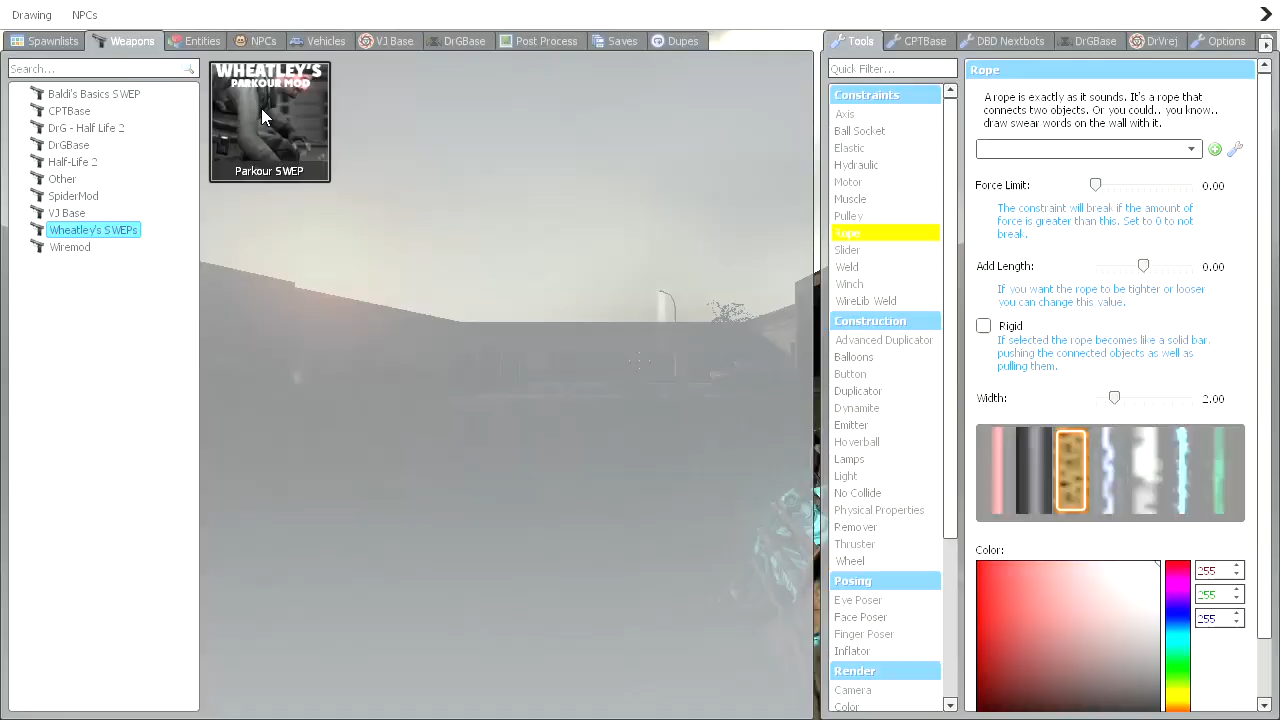 Drawing NPCs
Spawnlists Weapons Entities NPCs Vehicles VJ Base DrGBase Post Process Saves Dupes
Search...
Baldi's Basics SWEP
CPTBase
DrG - Half Life 2
DrGBase
Half-Life 2
Other
SpiderMod
VJ Base
Wheatley's SWEPs
Wiremod
WHEATLEY'S
PARKOUR MOD
Parkour SWEP
Tools CPTBase DBD Nextbots DrGBase DrVrej Options
Quick Filter...
Constraints
Axis
Ball Socket
Elastic
Hydraulic
Motor
Muscle
Pulley
Rope
Slider
Weld
Winch
WireLib Weld
Construction
Advanced Duplicator
Balloons
Button
Duplicator
Dynamite
Emitter
Hoverball
Lamps
Light
No Collide
Physical Properties
Remover
Thruster
Wheel
Posing
Eye Poser
Face Poser
Finger Poser
Inflator
Render
Camera
Color
Rope
A rope is exactly as it sounds. It's a rope that
connects two objects. Or you could.. you know..
draw swear words on the wall with it.
Force Limit: 0.00
The constraint will break if the amount of
force is greater than this. Set to 0 to not
break.
Add Length: 0.00
If you want the rope to be tighter or looser
you can change this value.
Rigid
If selected the rope becomes like a solid bar,
pushing the connected objects as well as
pulling them.
Width: 2.00
Color:
255
255
255